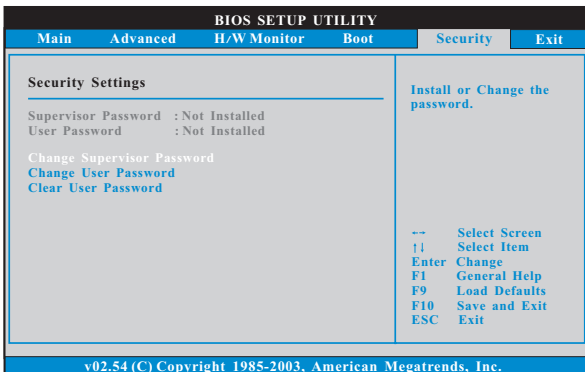 BIOS SETUP UTILITY
Main Advanced H/W Monitor Boot Security Exit
Security Settings
Supervisor Password : Not Installed
User Password : Not Installed
Change Supervisor Password
Change User Password
Clear User Password
Install or Change the
password.
←→ Select Screen
↑↓ Select Item
Enter Change
F1 General Help
F9 Load Defaults
F10 Save and Exit
ESC Exit
v02.54 (C) Copyright 1985-2003, American Megatrends, Inc.